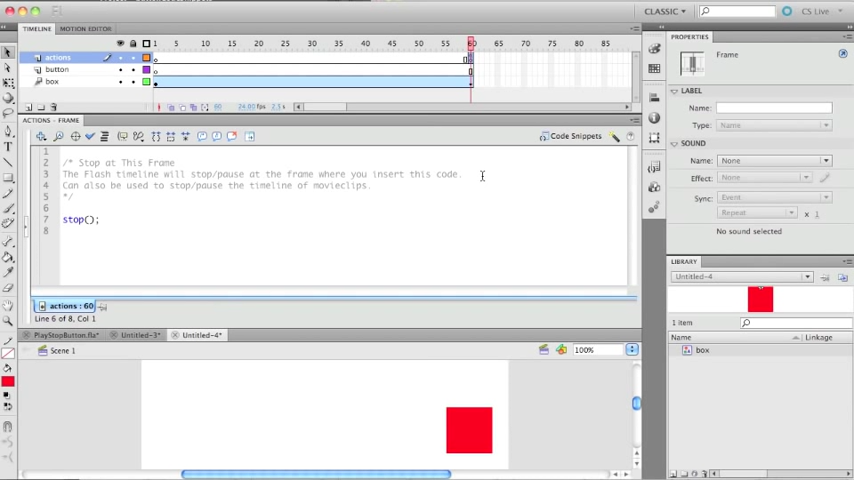 CLASSIC
CS Live
TIMELINE
MOTION EDITOR
1 5 10 15 20 25 30 35 40 45 50 55 60 65 70 75 80 85
actions
button
box
60 24.00 fps 2.5 s
ACTIONS - FRAME
Code Snippets
1
2 /* Stop at This Frame
3 The Flash timeline will stop/pause at the frame where you insert this code.
4 Can also be used to stop/pause the timeline of movieclips.
5 */
6
7 stop();
8
actions : 60
Line 6 of 8, Col 1
PlayStopButton.fla*
Untitled-3*
Untitled-4*
Scene 1
100%
PROPERTIES
Frame
LABEL
Name:
Type:
SOUND
Name: None
Effect: None
Sync: Event
Repeat x 1
No sound selected
LIBRARY
Untitled-4
1 item
Name
Linkage
box